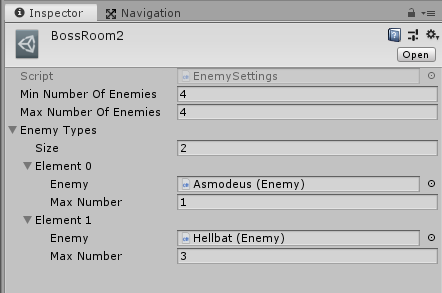 Inspector Navigation
BossRoom2
Open
Script EnemySettings
Min Number Of Enemies 4
Max Number Of Enemies 4
Enemy Types
Size 2
Element 0
Enemy Asmodeus (Enemy)
Max Number 1
Element 1
Enemy Hellbat (Enemy)
Max Number 3